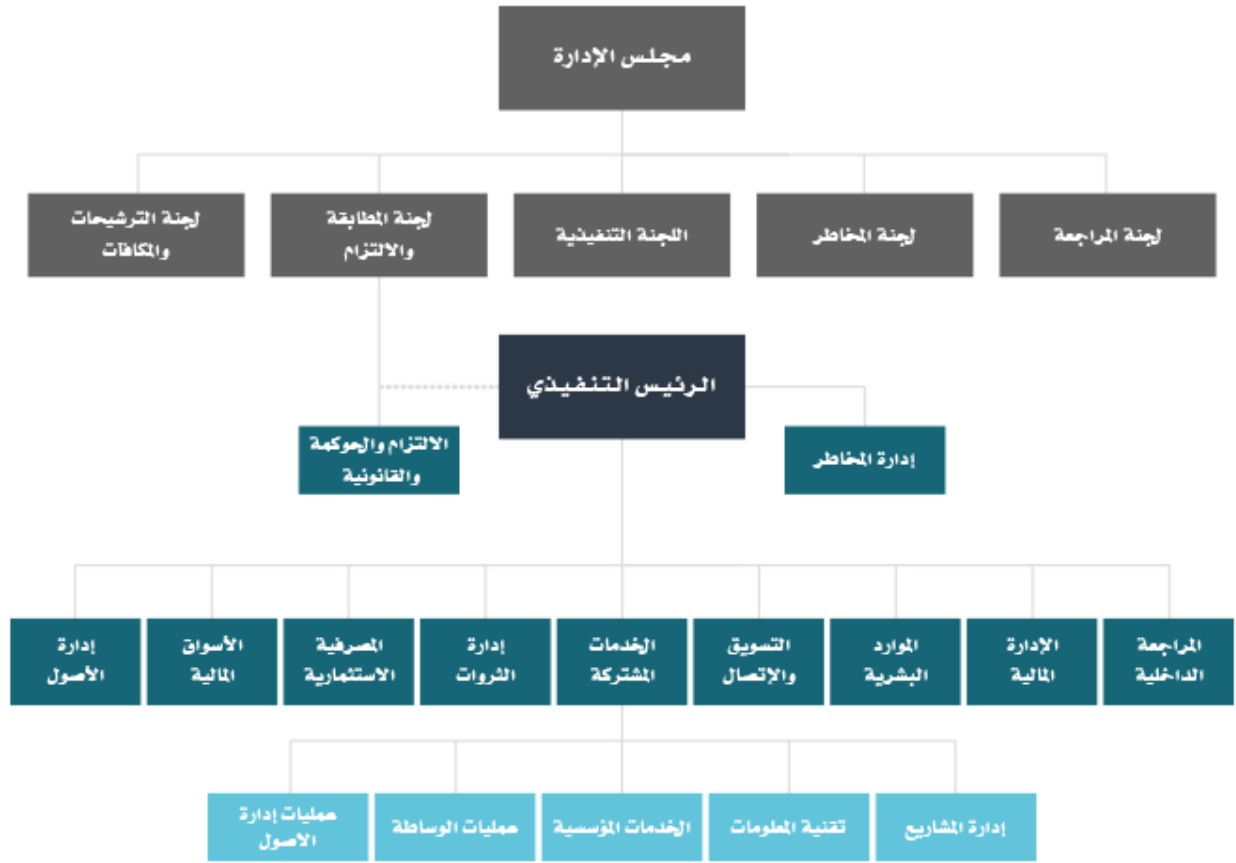 مجلس الإدارة
لجنة المراجعة
لجنة المخاطر
اللجنة التنفيذية
لجنة المطابقة
والالتزام
لجنة الترشيحات
والمكافآت
الرئيس التنفيذي
إدارة المخاطر
الالتزام والحوكمة
والقانونية
المراجعة
الداخلية
الإدارة
المالية
الموارد
البشرية
التسويق
والإتصال
الخدمات
المشتركة
إدارة
الثروات
المصرفية
الاستثمارية
الأسواق
المالية
إدارة
الأصول
إدارة المشاريع
تقنية المعلومات
الخدمات المؤسسية
عمليات الوساطة
عمليات إدارة
الاصول